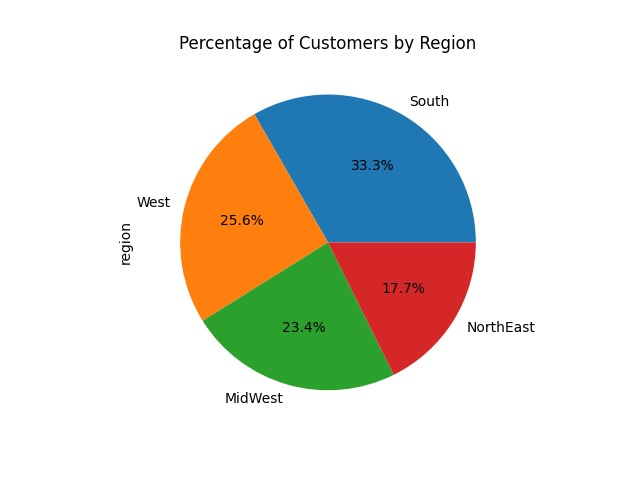 Percentage of Customers by Region
South
33.3%
West
25.6%
region
17.7%
23.4%
NorthEast
MidWest